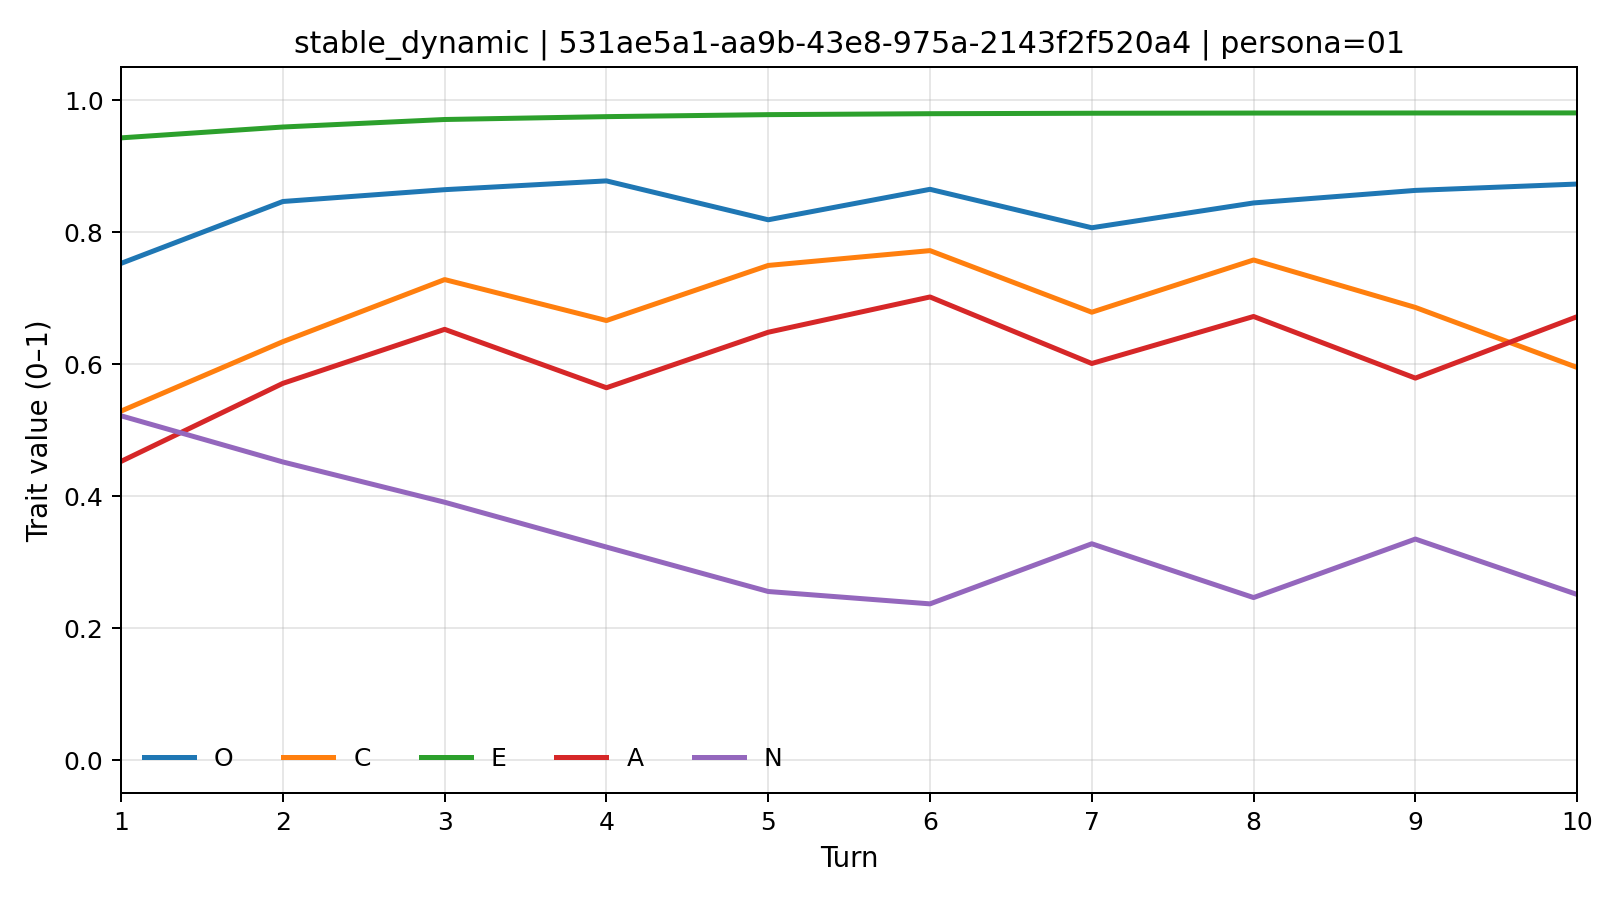 stable_dynamic | 531ae5a1-aa9b-43e8-975a-2143f2f520a4 | persona=01
Trait value (0–1)
1.0
0.8
0.6
0.4
0.2
0.0
O C E A N
1 2 3 4 5 6 7 8 9 10
Turn